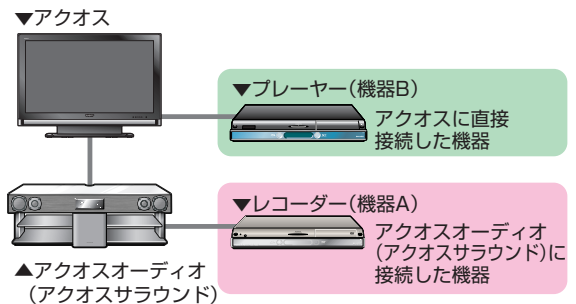 ▼アクオス
▼プレーヤー（機器B）
アクオスに直接
接続した機器
▼レコーダー（機器A）
アクオスオーディオ
（アクオスサラウンド）に
接続した機器
▲アクオスオーディオ
（アクオスサラウンド）